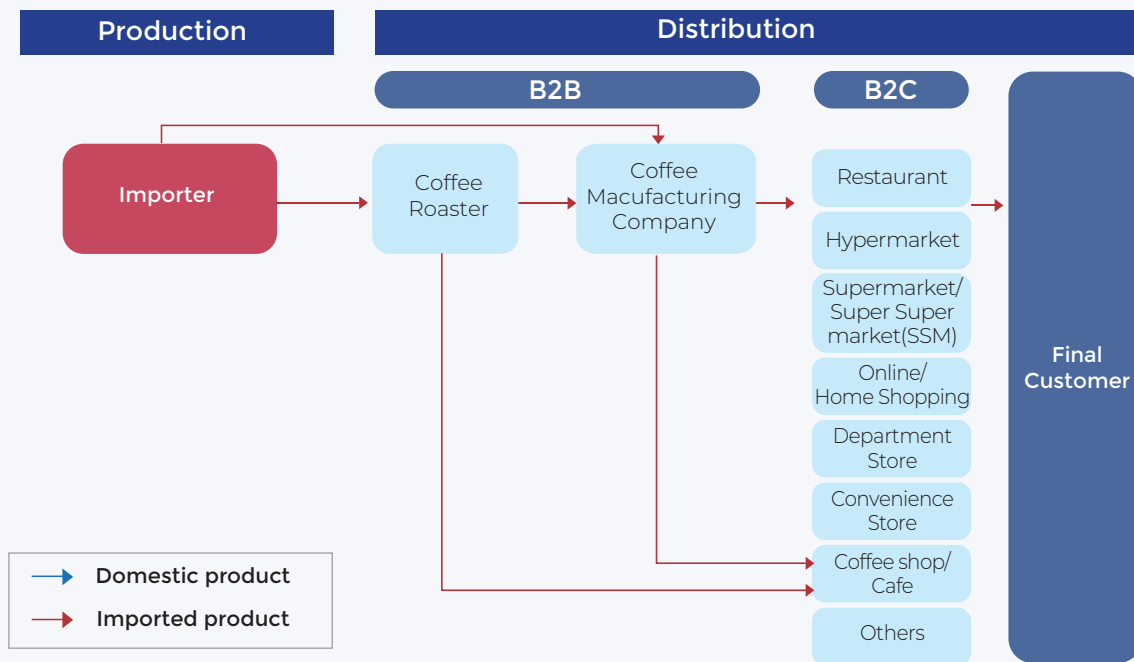 Production
Distribution
B2B
B2C
Importer
Coffee
Roaster
Coffee
Macufacturing
Company
Restaurant
Hypermarket
Supermarket/
Super Super
market(SSM)
Online/
Home Shopping
Department
Store
Convenience
Store
Coffee shop/
Cafe
Others
Final
Customer
Domestic product
Imported product